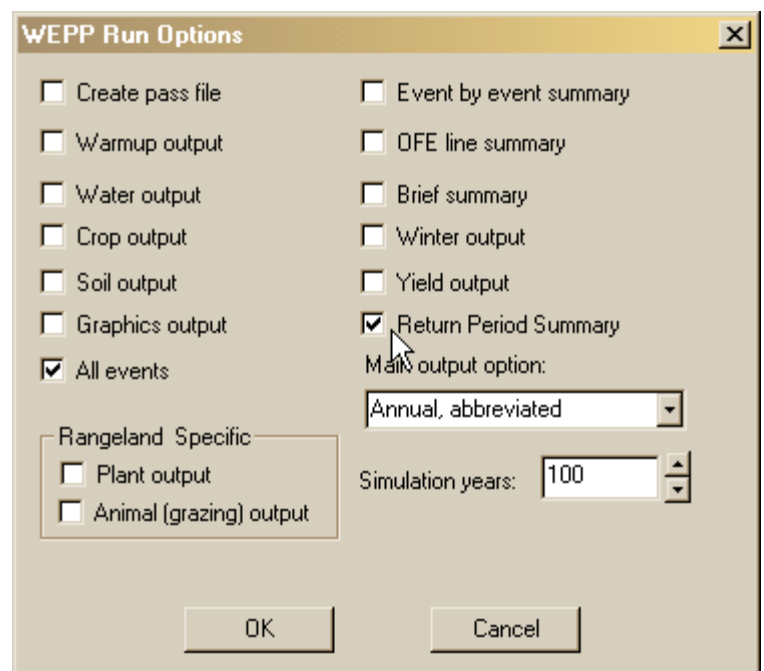 WEPP Run Options
Create pass file
Warmup output
Water output
Crop output
Soil output
Graphics output
All events
Rangeland Specific
Plant output
Animal (grazing) output
Event by event summary
OFE line summary
Brief summary
Winter output
Yield output
Return Period Summary
Main output option:
Annual, abbreviated
Simulation years: 100
OK
Cancel